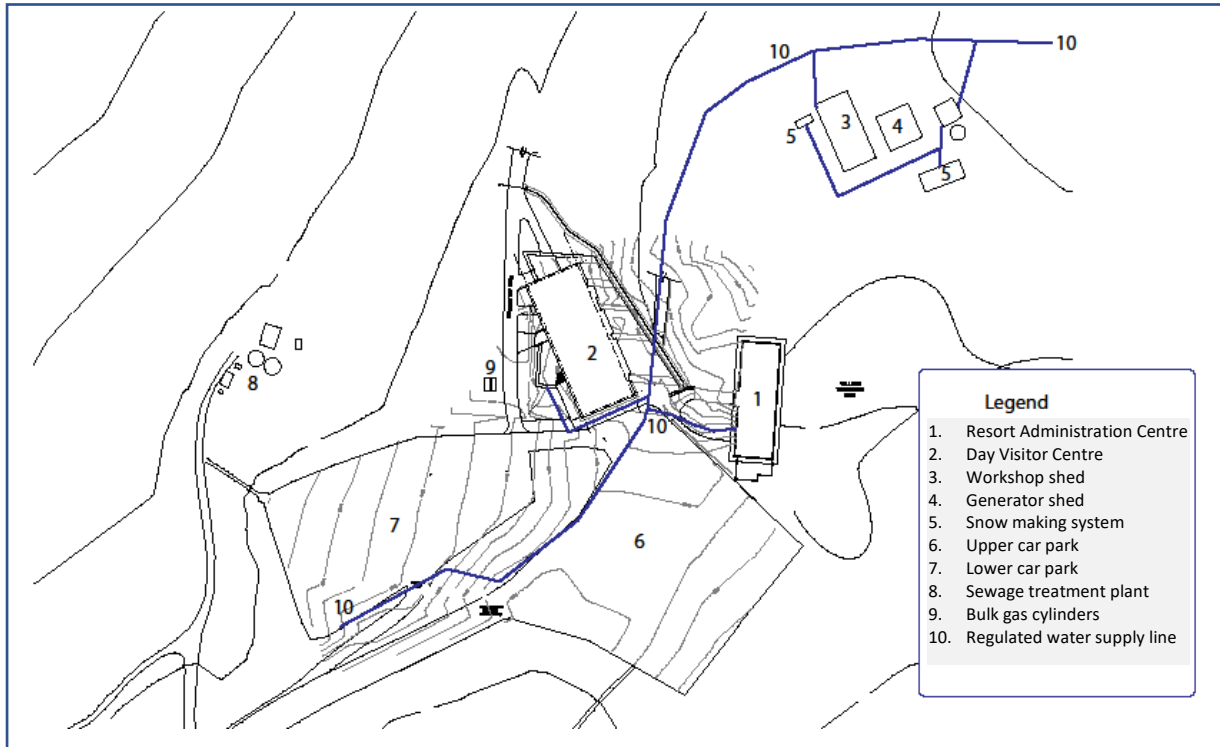 10
10
3
4
5
5
2
9
1
8
10
7
6
10
Legend
1. Resort Administration Centre
2. Day Visitor Centre
3. Workshop shed
4. Generator shed
5. Snow making system
6. Upper car park
7. Lower car park
8. Sewage treatment plant
9. Bulk gas cylinders
10. Regulated water supply line